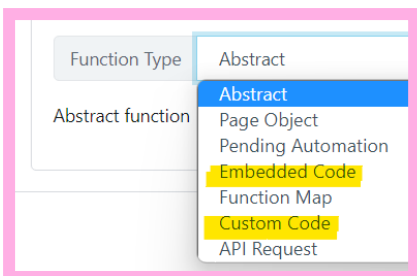 Function Type Abstract
Abstract
Abstract function Page Object
Pending Automation
Embedded Code
Function Map
Custom Code
API Request